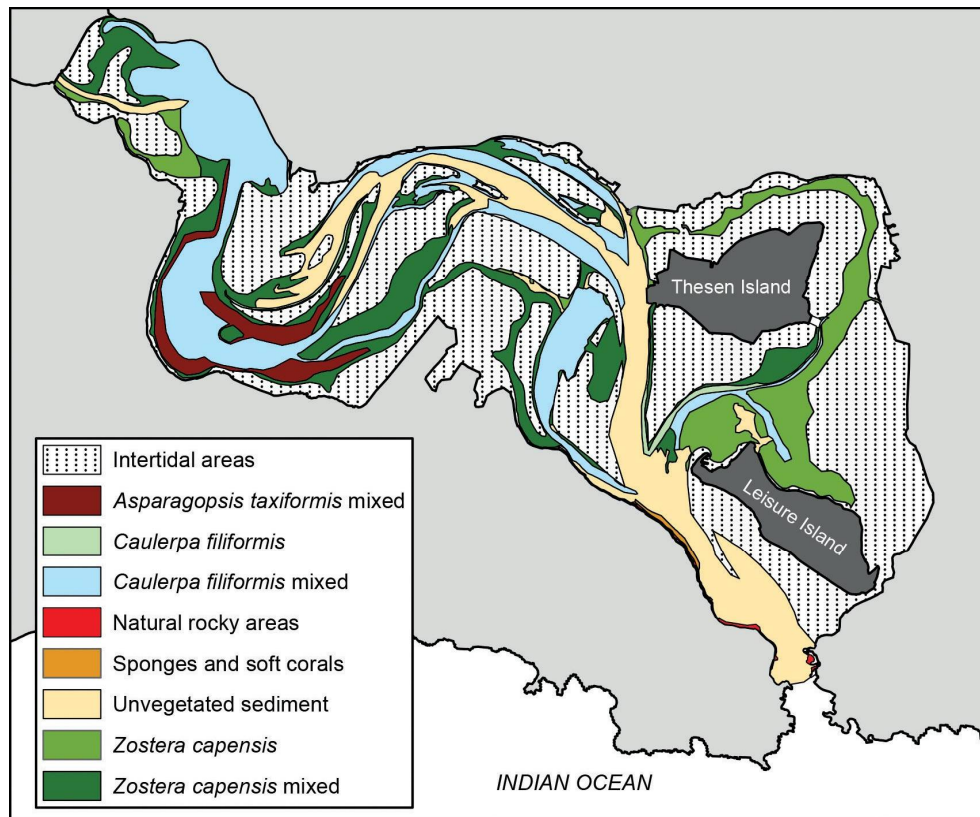 Thesen Island
Leisure Island
Intertidal areas
Asparagopsis taxiformis mixed
Caulerpa filiformis
Caulerpa filiformis mixed
Natural rocky areas
Sponges and soft corals
Unvegetated sediment
Zostera capensis
Zostera capensis mixed
INDIAN OCEAN